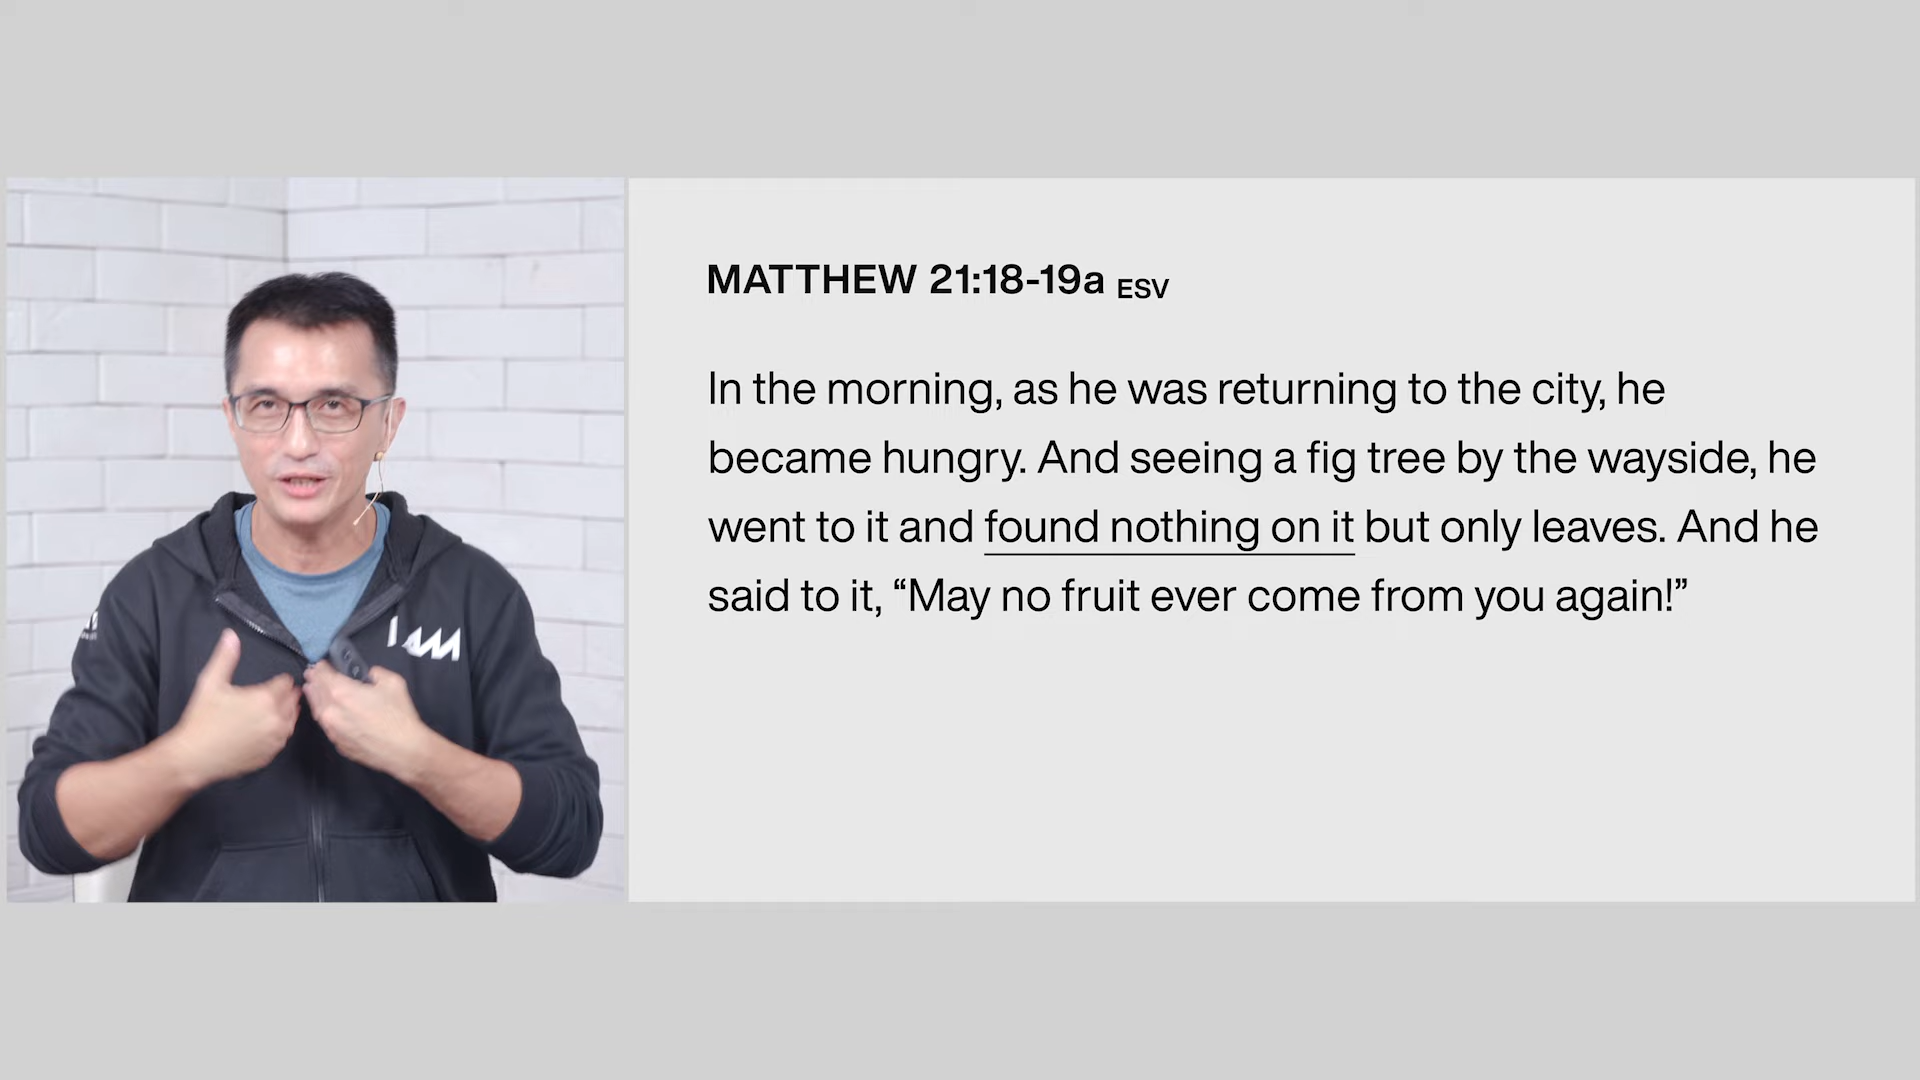 MATTHEW 21:18-19a ESV
In the morning, as he was returning to the city, he
became hungry. And seeing a fig tree by the wayside, he
went to it and found nothing on it but only leaves. And he
said to it, “May no fruit ever come from you again!”
I AM